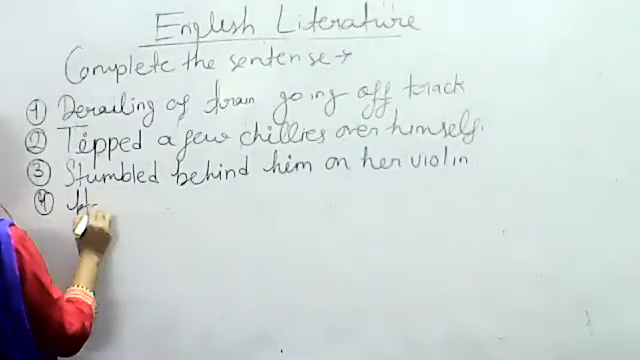 English Literature
Complete the sentense →
① Derailing of train going off track
② Tipped a few chillies over himself.
③ Stumbled behind him on her violin.
④ H